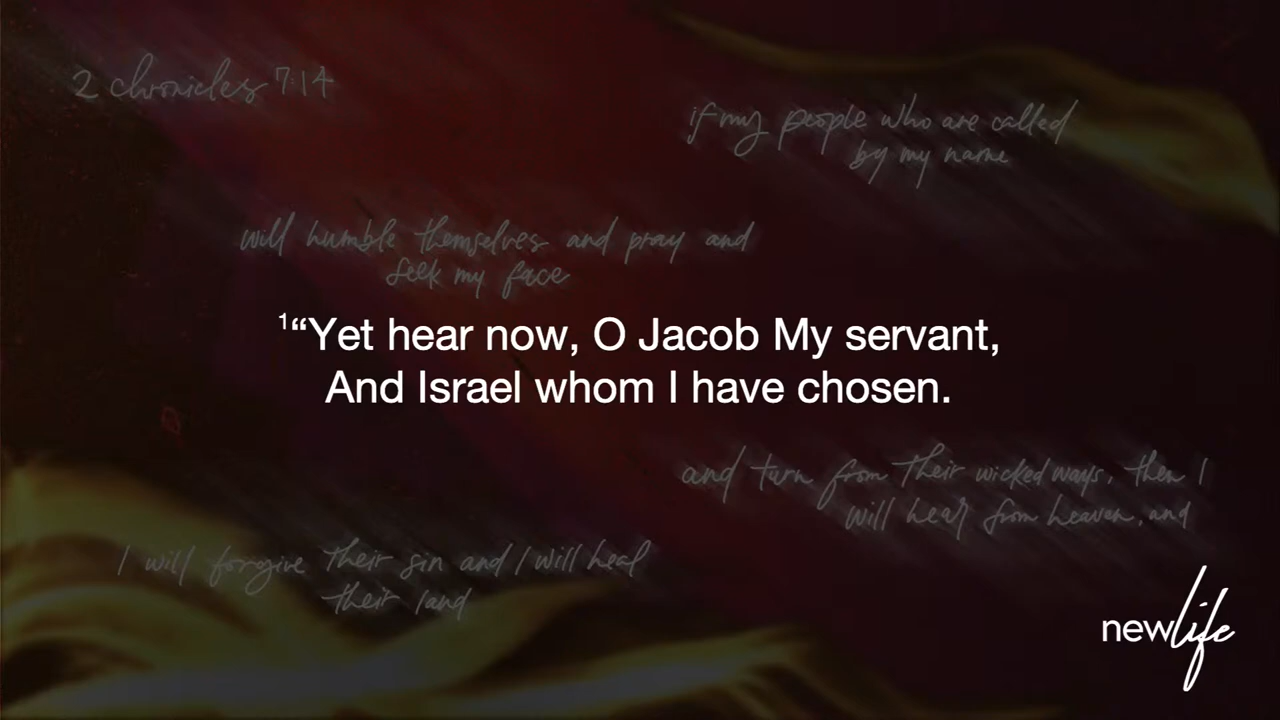 2 chronicles 7:14
if my people who are called
by my name
will humble themselves and pray and
seek my face
¹“Yet hear now, O Jacob My servant,
And Israel whom I have chosen.
and turn from their wicked ways, then I
will hear from heaven, and
I will forgive their sin and I will heal
their land
newlife